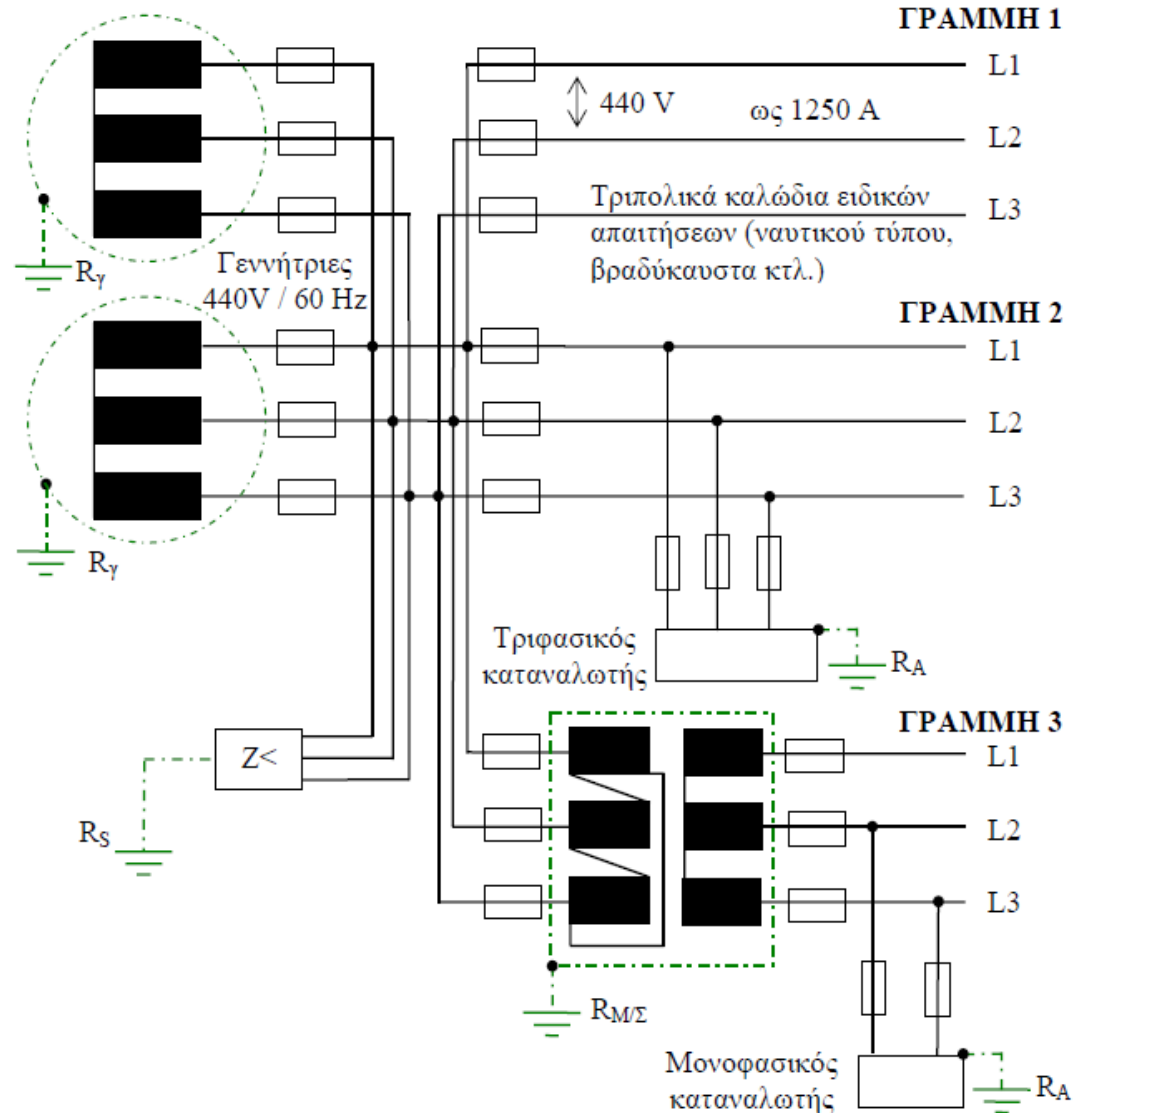 ΓΡΑΜΜΗ 1
L1
440 V
ως 1250 A
L2
Τριπολικά καλώδια ειδικών
L3
απαιτήσεων (ναυτικού τύπου,
βραδύκαυστα κτλ.)
Rγ
Γεννήτριες
440V / 60 Hz
ΓΡΑΜΜΗ 2
L1
L2
L3
Rγ
Τριφασικός
καταναλωτής
RA
ΓΡΑΜΜΗ 3
Z<
L1
RS
L2
L3
RΜ/Σ
Μονοφασικός
καταναλωτής
RA